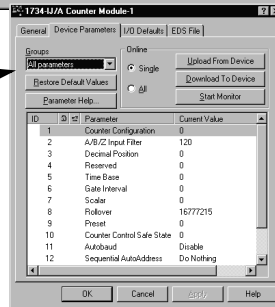 1734-IJ/A Counter Module-1
General Device Parameters I/O Defaults EDS File
Groups
All parameters
Restore Default Values
Parameter Help...
Online
Single
All
Upload From Device
Download To Device
Start Monitor
ID Parameter Current Value
1 Counter Configuration 0
2 A/B/Z Input Filter 120
3 Decimal Position 0
4 Reserved 0
5 Time Base 0
6 Gate Interval 0
7 Scalar 0
8 Rollover 16777215
9 Preset 0
10 Counter Control Safe State 0
11 Autobaud Disable
12 Sequential AutoAddress Do Nothing
OK Cancel Apply Help